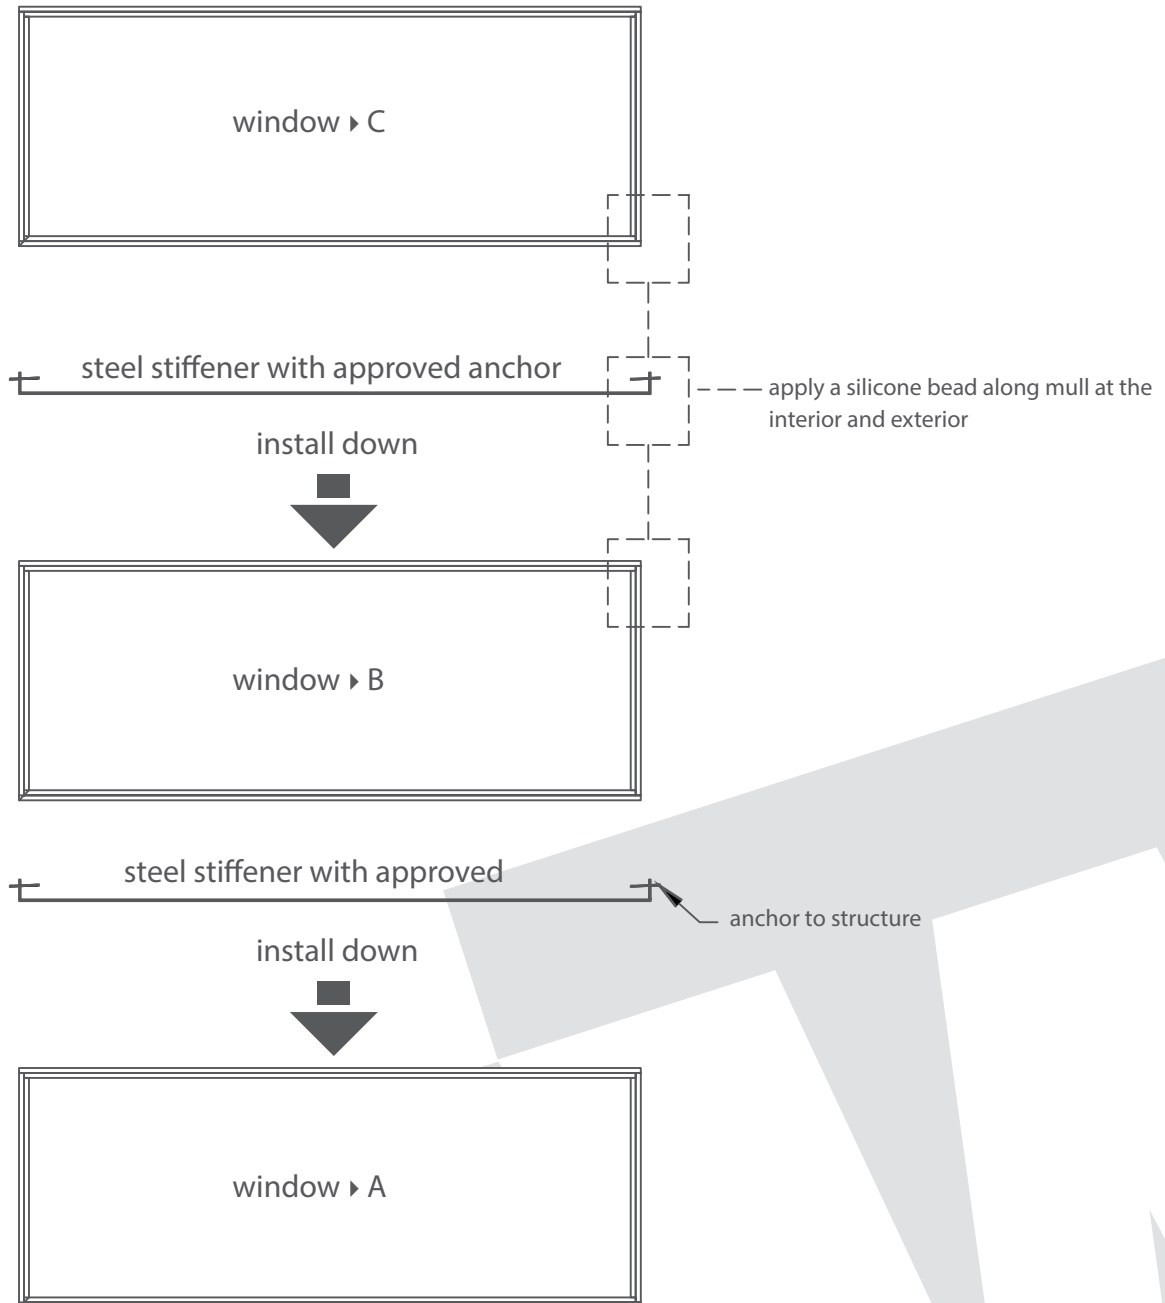 window ▸ C
steel stiffener with approved anchor
apply a silicone bead along mull at the
interior and exterior
install down
window ▸ B
steel stiffener with approved
anchor to structure
install down
window ▸ A